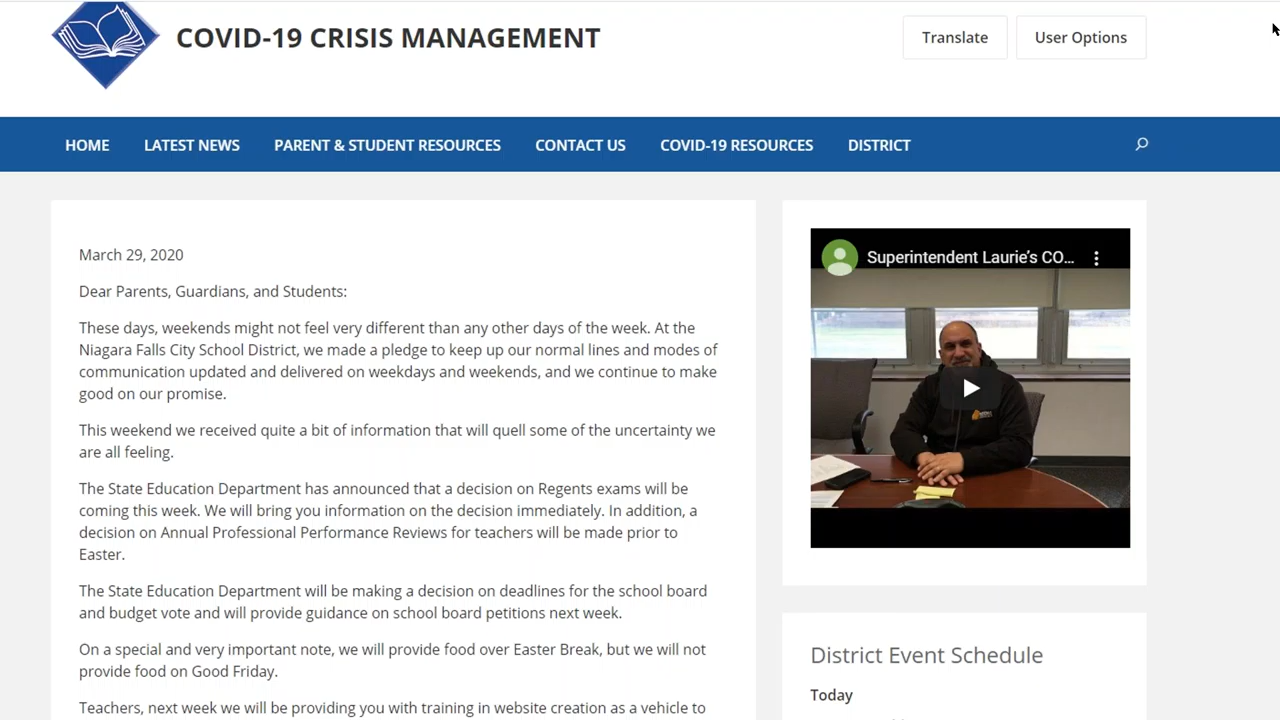 COVID-19 CRISIS MANAGEMENT
Translate
User Options
HOME
LATEST NEWS
PARENT & STUDENT RESOURCES
CONTACT US
COVID-19 RESOURCES
DISTRICT
March 29, 2020
Dear Parents, Guardians, and Students:
These days, weekends might not feel very different than any other days of the week. At the
Niagara Falls City School District, we made a pledge to keep up our normal lines and modes of
communication updated and delivered on weekdays and weekends, and we continue to make
good on our promise.
This weekend we received quite a bit of information that will quell some of the uncertainty we
are all feeling.
The State Education Department has announced that a decision on Regents exams will be
coming this week. We will bring you information on the decision immediately. In addition, a
decision on Annual Professional Performance Reviews for teachers will be made prior to
Easter.
The State Education Department will be making a decision on deadlines for the school board
and budget vote and will provide guidance on school board petitions next week.
On a special and very important note, we will provide food over Easter Break, but we will not
provide food on Good Friday.
Teachers, next week we will be providing you with training in website creation as a vehicle to
Superintendent Laurie's CO...
District Event Schedule
Today